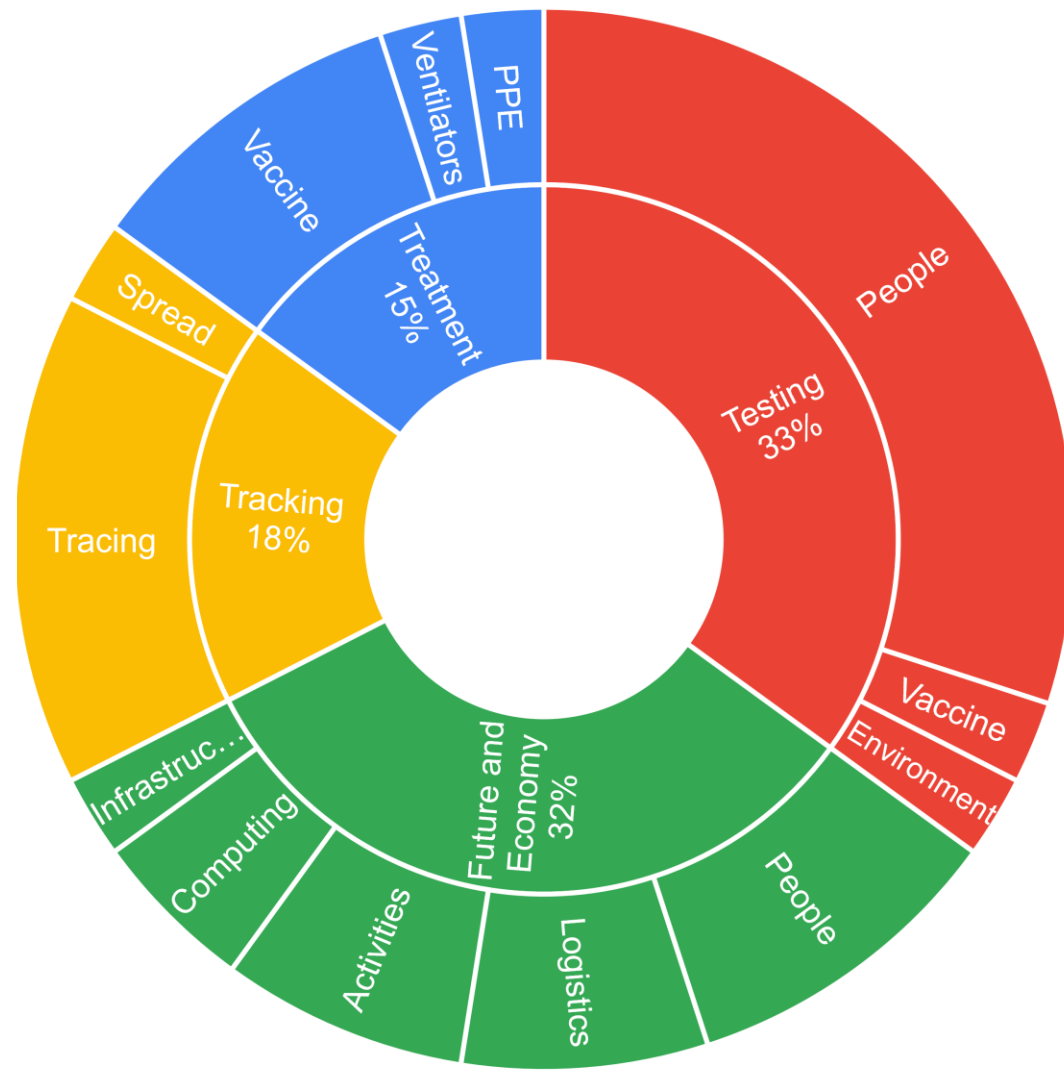 PPE
Ventilators
Vaccine
Treatment
15%
People
Testing
33%
Spread
Tracking
18%
Tracing
Vaccine
Environment
Future and
Economy
32%
Infrastruc...
Computing
Activities
Logistics
People